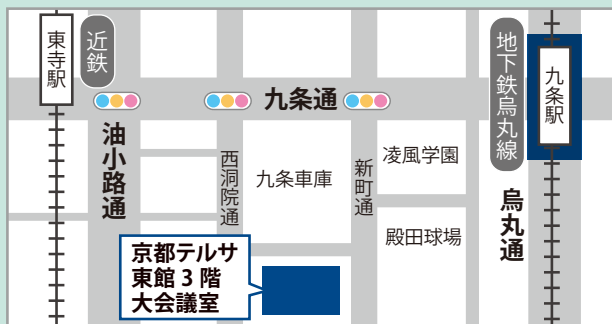 東寺駅
近鉄
地下鉄烏丸線
九条駅
九条通
油小路通
西洞院通
九条車庫
新町通
凌風学園
烏丸通
殿田球場
京都テルサ
東館 3 階
大会議室